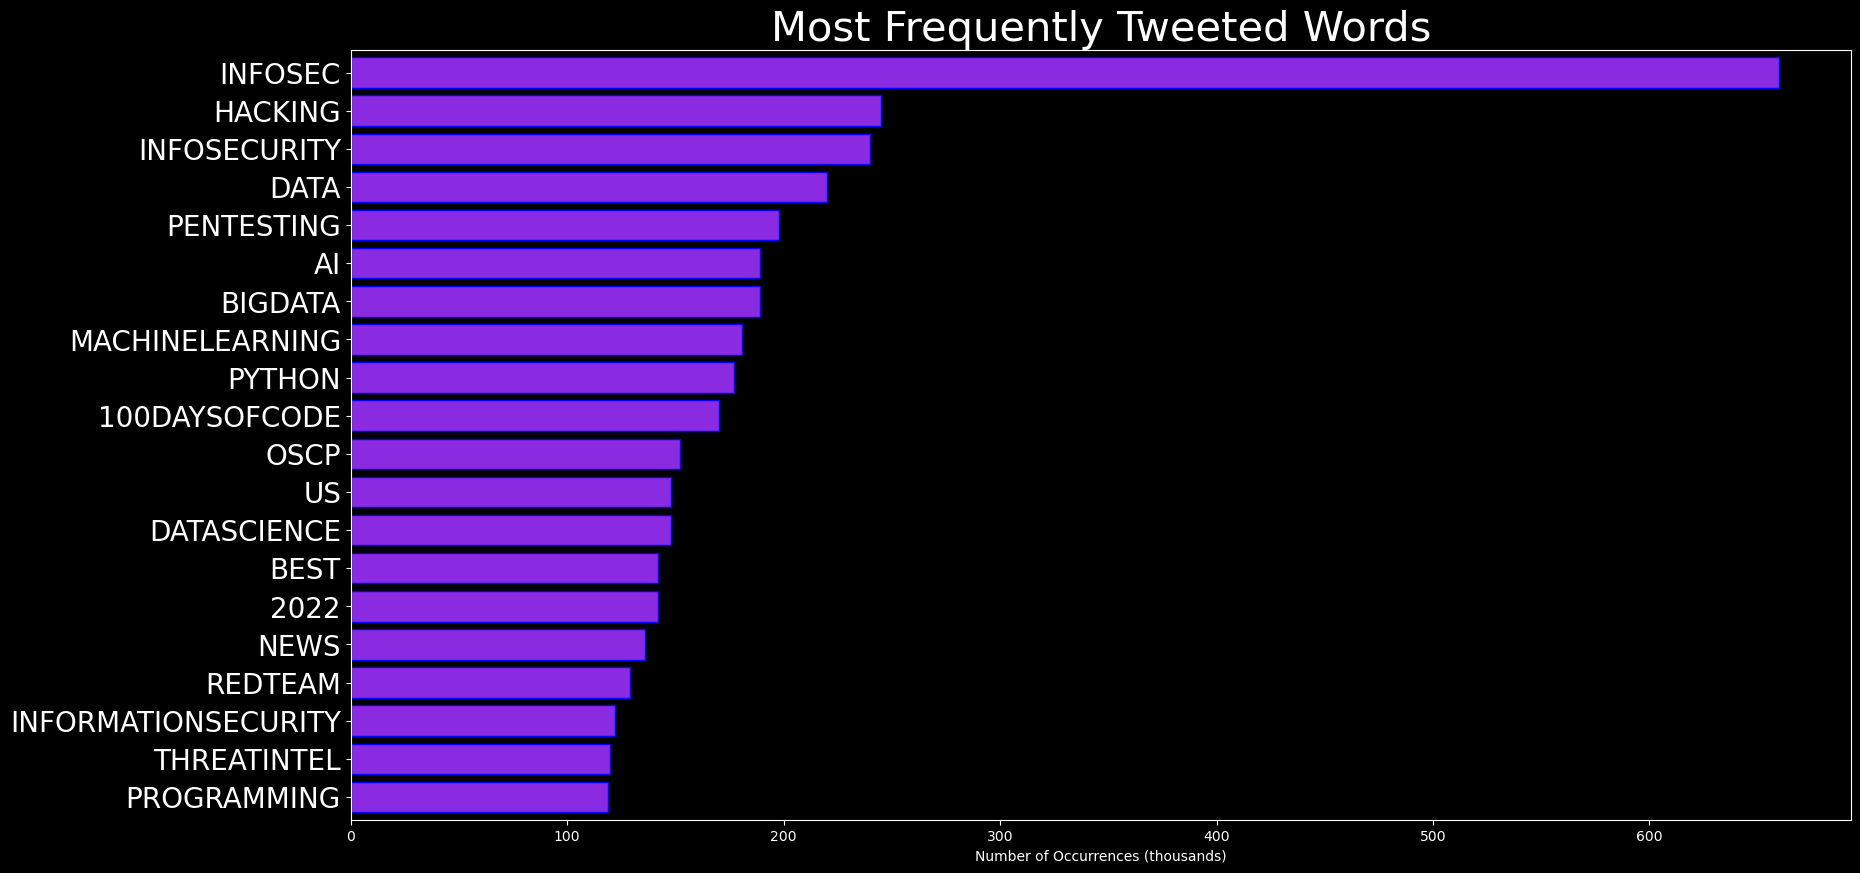 Most Frequently Tweeted Words
INFOSEC
HACKING
INFOSECURITY
DATA
PENTESTING
AI
BIGDATA
MACHINELEARNING
PYTHON
100DAYSOFCODE
OSCP
US
DATASCIENCE
BEST
2022
NEWS
REDTEAM
INFORMATIONSECURITY
THREATINTEL
PROGRAMMING
0 100 200 300 400 500 600
Number of Occurrences (thousands)